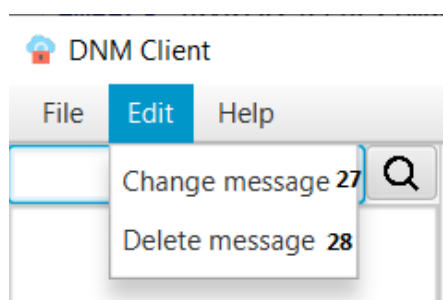 DNM Client
File Edit Help
Change message 27
Delete message 28